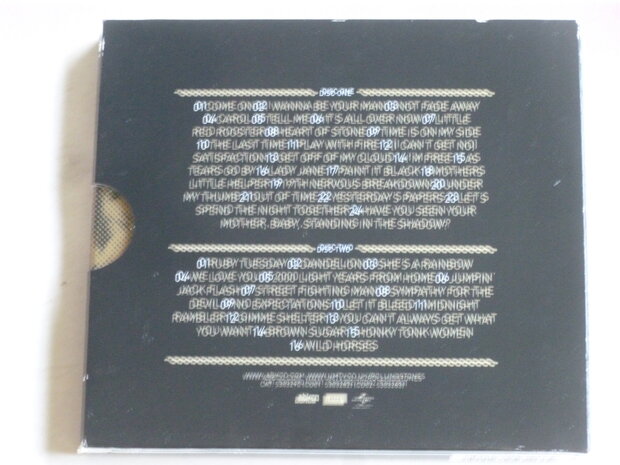 DISC ONE
01 COME ON 02 I WANNA BE YOUR MAN 03 NOT FADE AWAY
04 CAROL 05 TELL ME 06 IT'S ALL OVER NOW 07 LITTLE
RED ROOSTER 08 HEART OF STONE 09 TIME IS ON MY SIDE
10 THE LAST TIME 11 PLAY WITH FIRE 12 (I CAN'T GET NO)
SATISFACTION 13 GET OFF OF MY CLOUD 14 I'M FREE 15 AS
TEARS GO BY 16 LADY JANE 17 PAINT IT BLACK 18 MOTHERS
LITTLE HELPER 19 19TH NERVOUS BREAKDOWN 20 UNDER
MY THUMB 21 OUT OF TIME 22 YESTERDAY'S PAPERS 23 LET'S
SPEND THE NIGHT TOGETHER 24 HAVE YOU SEEN YOUR
MOTHER, BABY, STANDING IN THE SHADOW?
DISC TWO
01 RUBY TUESDAY 02 DANDELION 03 SHE'S A RAINBOW
04 WE LOVE YOU 05 2000 LIGHT YEARS FROM HOME 06 JUMPIN'
JACK FLASH 07 STREET FIGHTING MAN 08 SYMPATHY FOR THE
DEVIL 09 NO EXPECTATIONS 10 LET IT BLEED 11 MIDNIGHT
RAMBLER 12 GIMME SHELTER 13 YOU CAN'T ALWAYS GET WHAT
YOU WANT 14 BROWN SUGAR 15 HONKY TONK WOMEN
16 WILD HORSES